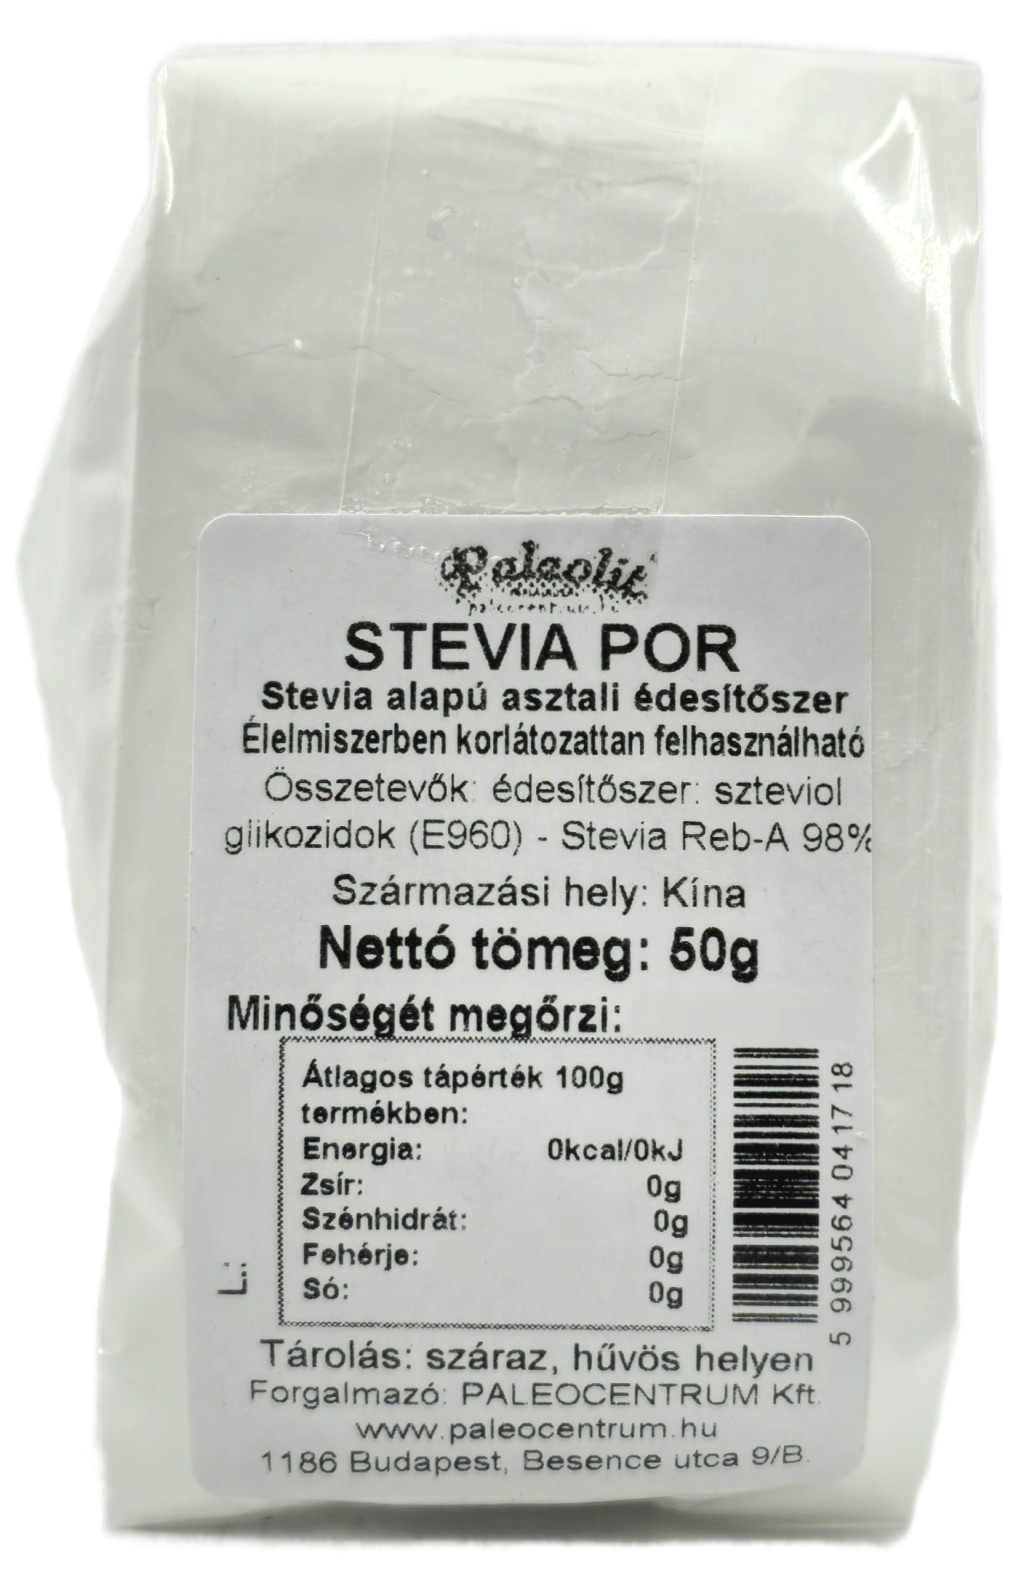 Paleolit
paleocentrum.hu
STEVIA POR
Stevia alapú asztali édesítőszer
Élelmiszerben korlátozattan felhasználható
Összetevők: édesítőszer: szteviol
glikozidok (E960) - Stevia Reb-A 98%
Származási hely: Kína
Nettó tömeg: 50g
Minőségét megőrzi:
Átlagos tápérték 100g
termékben:
Energia: 0kcal/0kJ
Zsír: 0g
Szénhidrát: 0g
Fehérje: 0g
Só: 0g
L.:
5 999564 041718
Tárolás: száraz, hűvös helyen
Forgalmazó: PALEOCENTRUM Kft.
www.paleocentrum.hu
1186 Budapest, Besence utca 9/B.